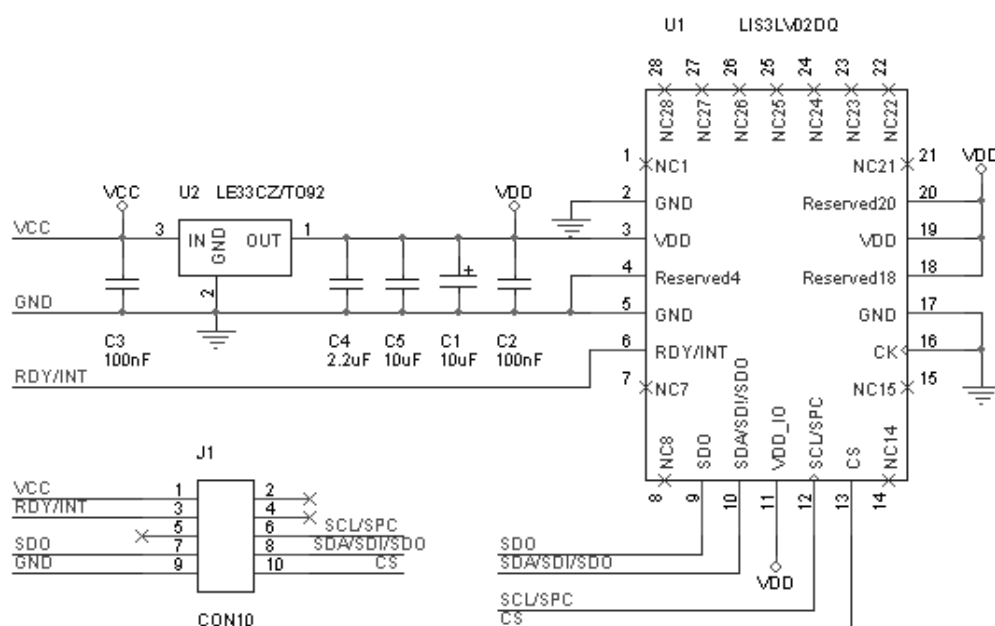 U1 LIS3LV02DQ
28 27 26 25 24 23 22
NC28 NC27 NC26 NC25 NC24 NC23 NC22
1 NC1 NC21 21
VDD
2 GND Reserved20 20
VCC U2 LE33CZ/TO92 VDD
VCC 3 IN GND OUT 1 3 VDD VDD 19
2
4 Reserved4 Reserved18 18
GND 5 GND GND 17
C3 C4 C5 C1 C2
100nF 2.2uF 10uF 10uF 100nF
+
6 RDY/INT CK 16
RDY/INT
7 NC7 NC15 15
NC8 SDO SDA/SDI/SDO VDD_IO SCL/SPC CS NC14
8 9 10 11 12 13 14
J1
VCC 1 2
RDY/INT 3 4
5 6 SCL/SPC
SDO 7 8 SDA/SDI/SDO
GND 9 10 CS
CON10
SDO
SDA/SDI/SDO
VDD
SCL/SPC
CS